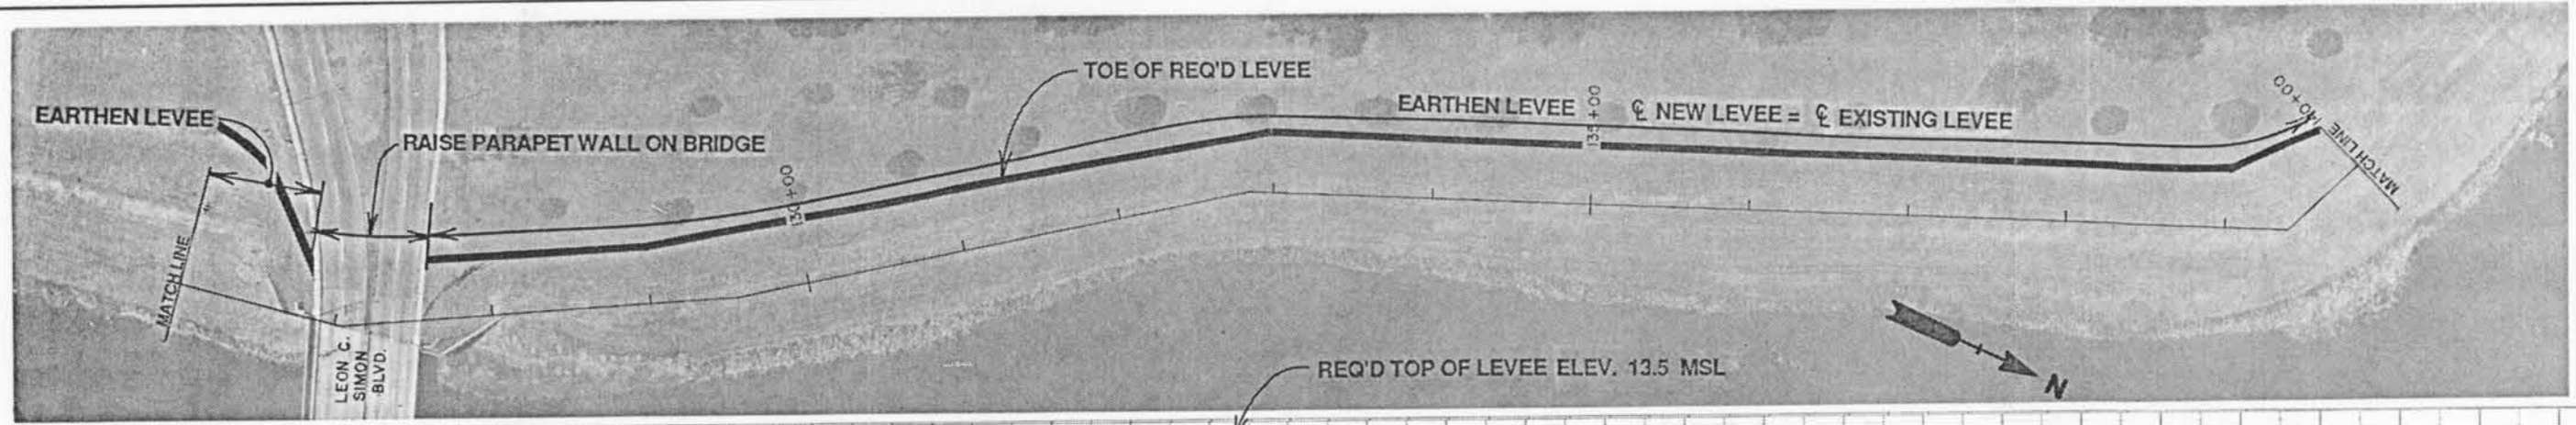 TOE OF REQ'D LEVEE
EARTHEN LEVEE
135+00
℄ NEW LEVEE = ℄ EXISTING LEVEE
140+00
MATCH LINE
EARTHEN LEVEE
RAISE PARAPET WALL ON BRIDGE
130+00
MATCH LINE
LEON C.
SIMON
BLVD.
REQ'D TOP OF LEVEE ELEV. 13.5 MSL
N